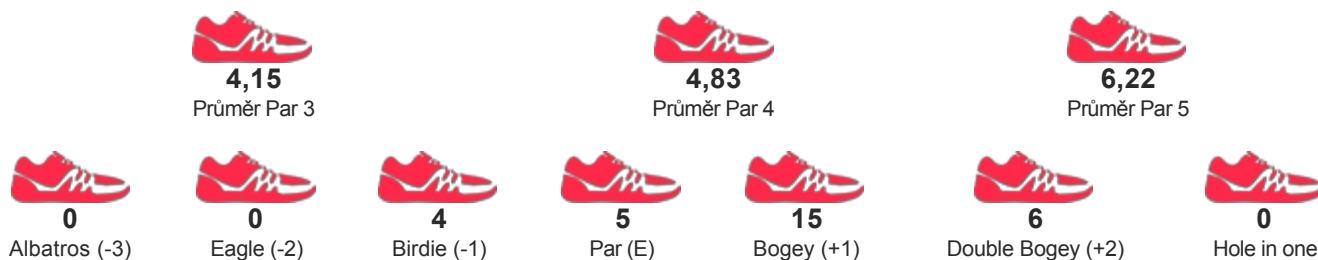 4,15 4,83 6,22
Průměr Par 3 Průměr Par 4 Průměr Par 5
0 0 4 5 15 6 0
Albatros (-3) Eagle (-2) Birdie (-1) Par (E) Bogey (+1) Double Bogey (+2) Hole in one